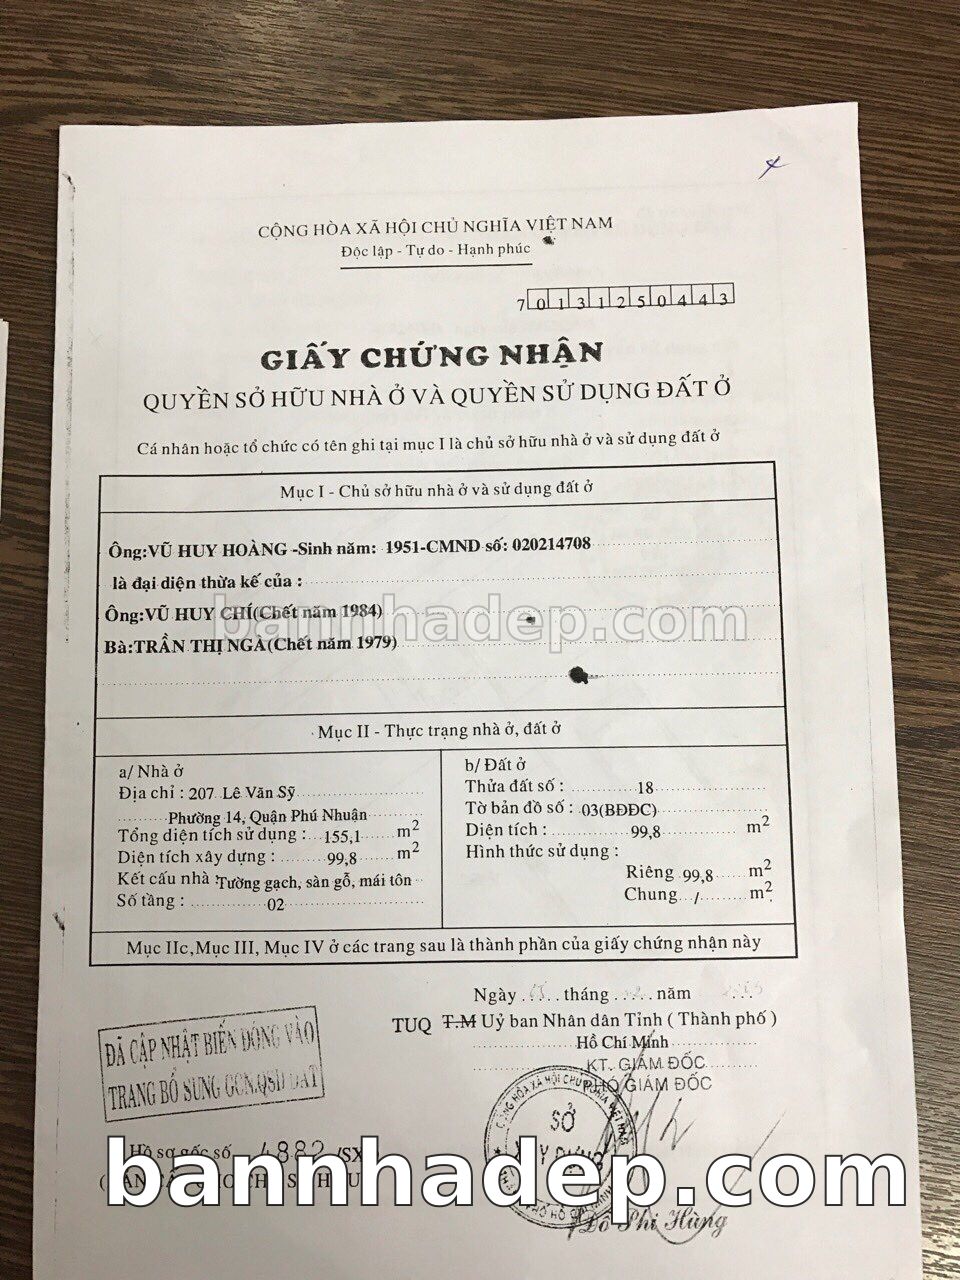 CỘNG HÒA XÃ HỘI CHỦ NGHĨA VIỆT NAM
Độc lập - Tự do - Hạnh phúc
7 0 1 3 1 2 5 0 4 4 3
GIẤY CHỨNG NHẬN
QUYỀN SỞ HỮU NHÀ Ở VÀ QUYỀN SỬ DỤNG ĐẤT Ở
Cá nhân hoặc tổ chức có tên ghi tại mục I là chủ sở hữu nhà ở và sử dụng đất ở
Mục I - Chủ sở hữu nhà ở và sử dụng đất ở
Ông:VŨ HUY HOÀNG -Sinh năm: 1951-CMND số: 020214708
là đại diện thừa kế của :
Ông:VŨ HUY CHÍ(Chết năm 1984)
bannhadep.com
Bà:TRẦN THỊ NGÀ(Chết năm 1979)
Mục II - Thực trạng nhà ở, đất ở
a/ Nhà ở
Địa chỉ : 207 Lê Văn Sỹ
Phường 14, Quận Phú Nhuận
Tổng diện tích sử dụng : 155,1 m2
Diện tích xây dựng : 99,8 m2
Kết cấu nhà : Tường gạch, sàn gỗ, mái tôn
Số tầng : 02
b/ Đất ở
Thửa đất số : 18
Tờ bản đồ số : 03(BĐĐC)
Diện tích : 99,8 m2
Hình thức sử dụng :
Riêng 99,8 m2
Chung / m2
Mục IIc,Mục III, Mục IV ở các trang sau là thành phần của giấy chứng nhận này
Ngày tháng năm
TUQ T.M Uỷ ban Nhân dân Tỉnh ( Thành phố )
Hồ Chí Minh
KT. GIÁM ĐỐC
PHÓ GIÁM ĐỐC
ĐÃ CẬP NHẬT BIẾN ĐỘNG VÀO
TRANG BỔ SUNG GCN.QSD ĐẤT
SỞ
XÂY DỰNG
Hồ sơ gốc số 4882/SX
bannhadep.com
Đỗ Phi Hùng